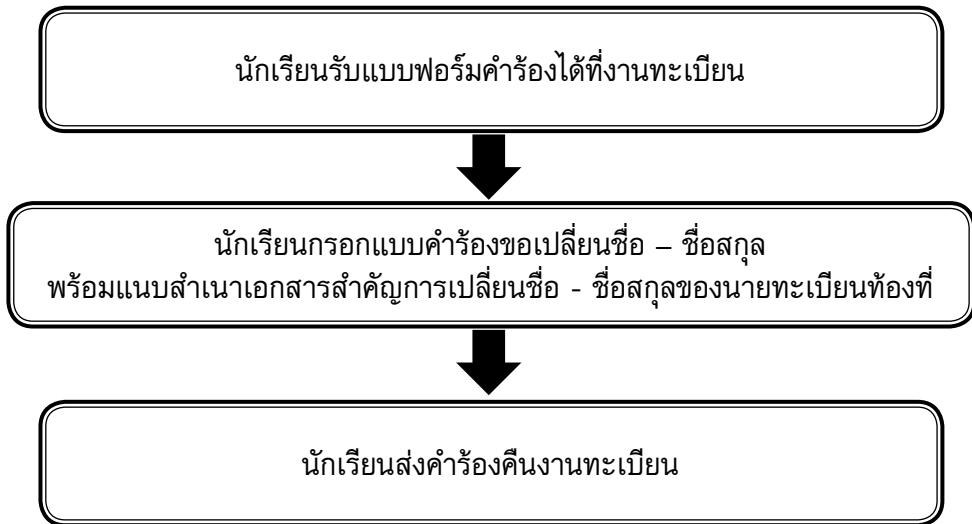 นักเรียนรับแบบฟอร์มคำร้องได้ที่งานทะเบียน
นักเรียนกรอกแบบคำร้องขอเปลี่ยนชื่อ – ชื่อสกุล
พร้อมแนบสำเนาเอกสารสำคัญการเปลี่ยนชื่อ - ชื่อสกุลของนายทะเบียนท้องที่
นักเรียนส่งคำร้องคืนงานทะเบียน